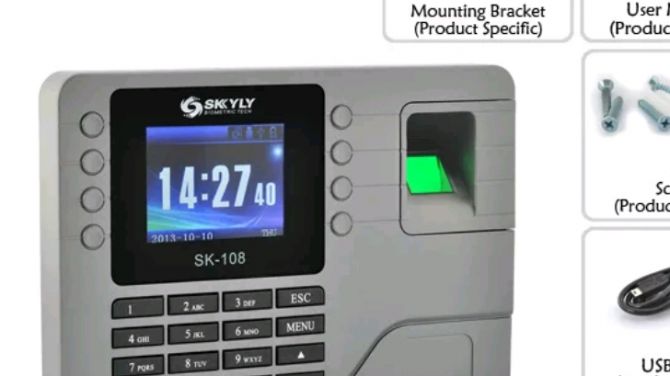 Mounting Bracket
(Product Specific)
User
(Produc
SKYLY
BIOMETRIC TECH
14:27 40
2013-10-10 THU
SK-108
1 2 ABC 3 DEF ESC
4 GHI 5 JKL 6 MNO MENU
7 PQRS 8 TUV 9 WXYZ ▲
Sc
(Produc
USB